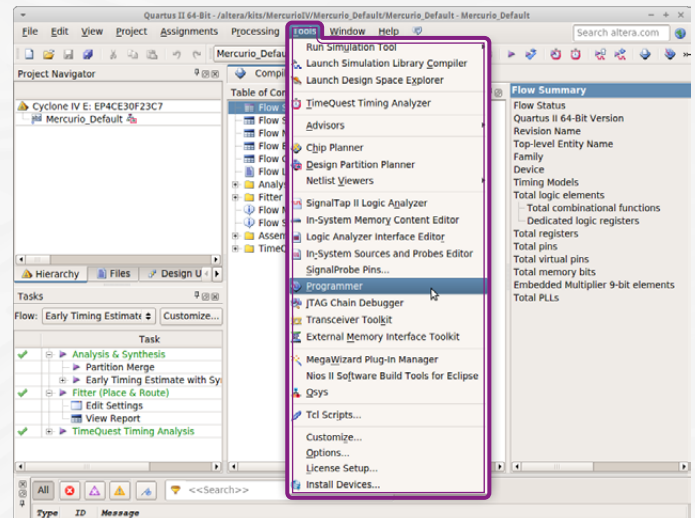 Quartus II 64-Bit - /altera/kits/MercurioIV/Mercurio_Default/Mercurio_Default - Mercurio_Default
File Edit View Project Assignments Processing Tools Window Help
Search altera.com
Mercurio_Defau
Project Navigator
Cyclone IV E: EP4CE30F23C7
Mercurio_Default
Hierarchy Files Design U
Tasks
Flow: Early Timing Estimate Customize...
Task
Analysis & Synthesis
Partition Merge
Early Timing Estimate with Sy
Fitter (Place & Route)
Edit Settings
View Report
TimeQuest Timing Analysis
Compil
Table of Con
Flow S
Flow S
Flow N
Flow E
Flow O
Flow L
Analys
Fitter
Flow M
Flow S
Assem
TimeQ
Run Simulation Tool
Launch Simulation Library Compiler
Launch Design Space Explorer
TimeQuest Timing Analyzer
Advisors
Chip Planner
Design Partition Planner
Netlist Viewers
SignalTap II Logic Analyzer
In-System Memory Content Editor
Logic Analyzer Interface Editor
In-System Sources and Probes Editor
SignalProbe Pins...
Programmer
JTAG Chain Debugger
Transceiver Toolkit
External Memory Interface Toolkit
MegaWizard Plug-In Manager
Nios II Software Build Tools for Eclipse
Qsys
Tcl Scripts...
Customize...
Options...
License Setup...
Install Devices...
Flow Summary
Flow Status
Quartus II 64-Bit Version
Revision Name
Top-level Entity Name
Family
Device
Timing Models
Total logic elements
Total combinational functions
Dedicated logic registers
Total registers
Total pins
Total virtual pins
Total memory bits
Embedded Multiplier 9-bit elements
Total PLLs
All
<<Search>>
Type ID Message